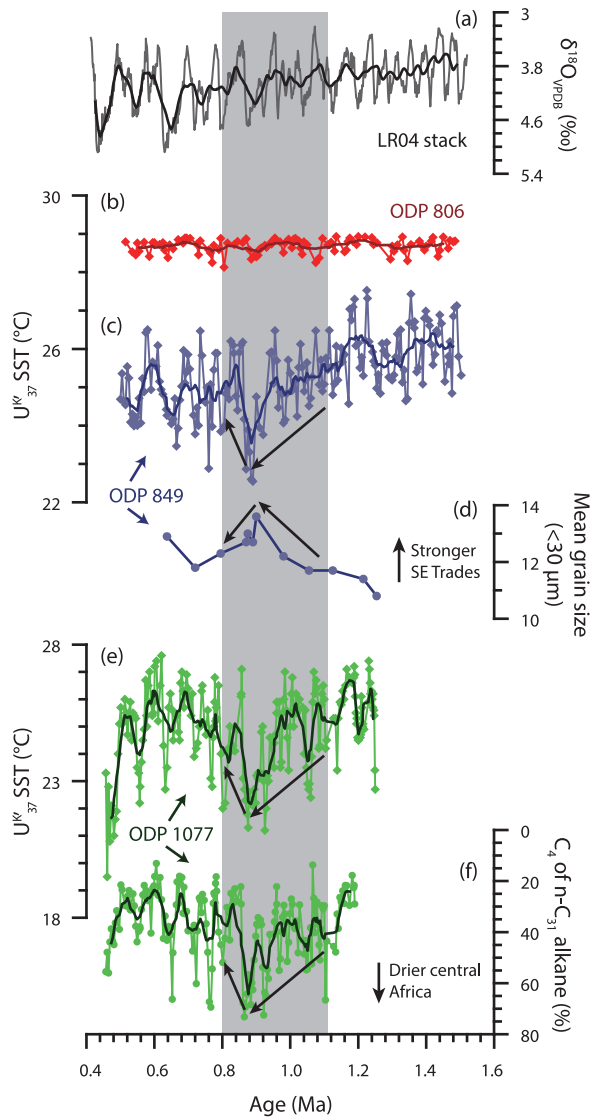 (a)
3
3.8
4.6
5.4
δ¹⁸O VPDB (‰)
LR04 stack
30
(b)
ODP 806
(c)
26
22
Uᴷ′₃₇ SST (°C)
ODP 849
(d)
14
12
10
Mean grain size
(<30 µm)
Stronger
SE Trades
28
(e)
23
18
Uᴷ′₃₇ SST (°C)
ODP 1077
(f)
0
20
40
60
80
C₄ of n-C₃₁
alkane (%)
Drier central
Africa
0.4 0.6 0.8 1.0 1.2 1.4 1.6
Age (Ma)